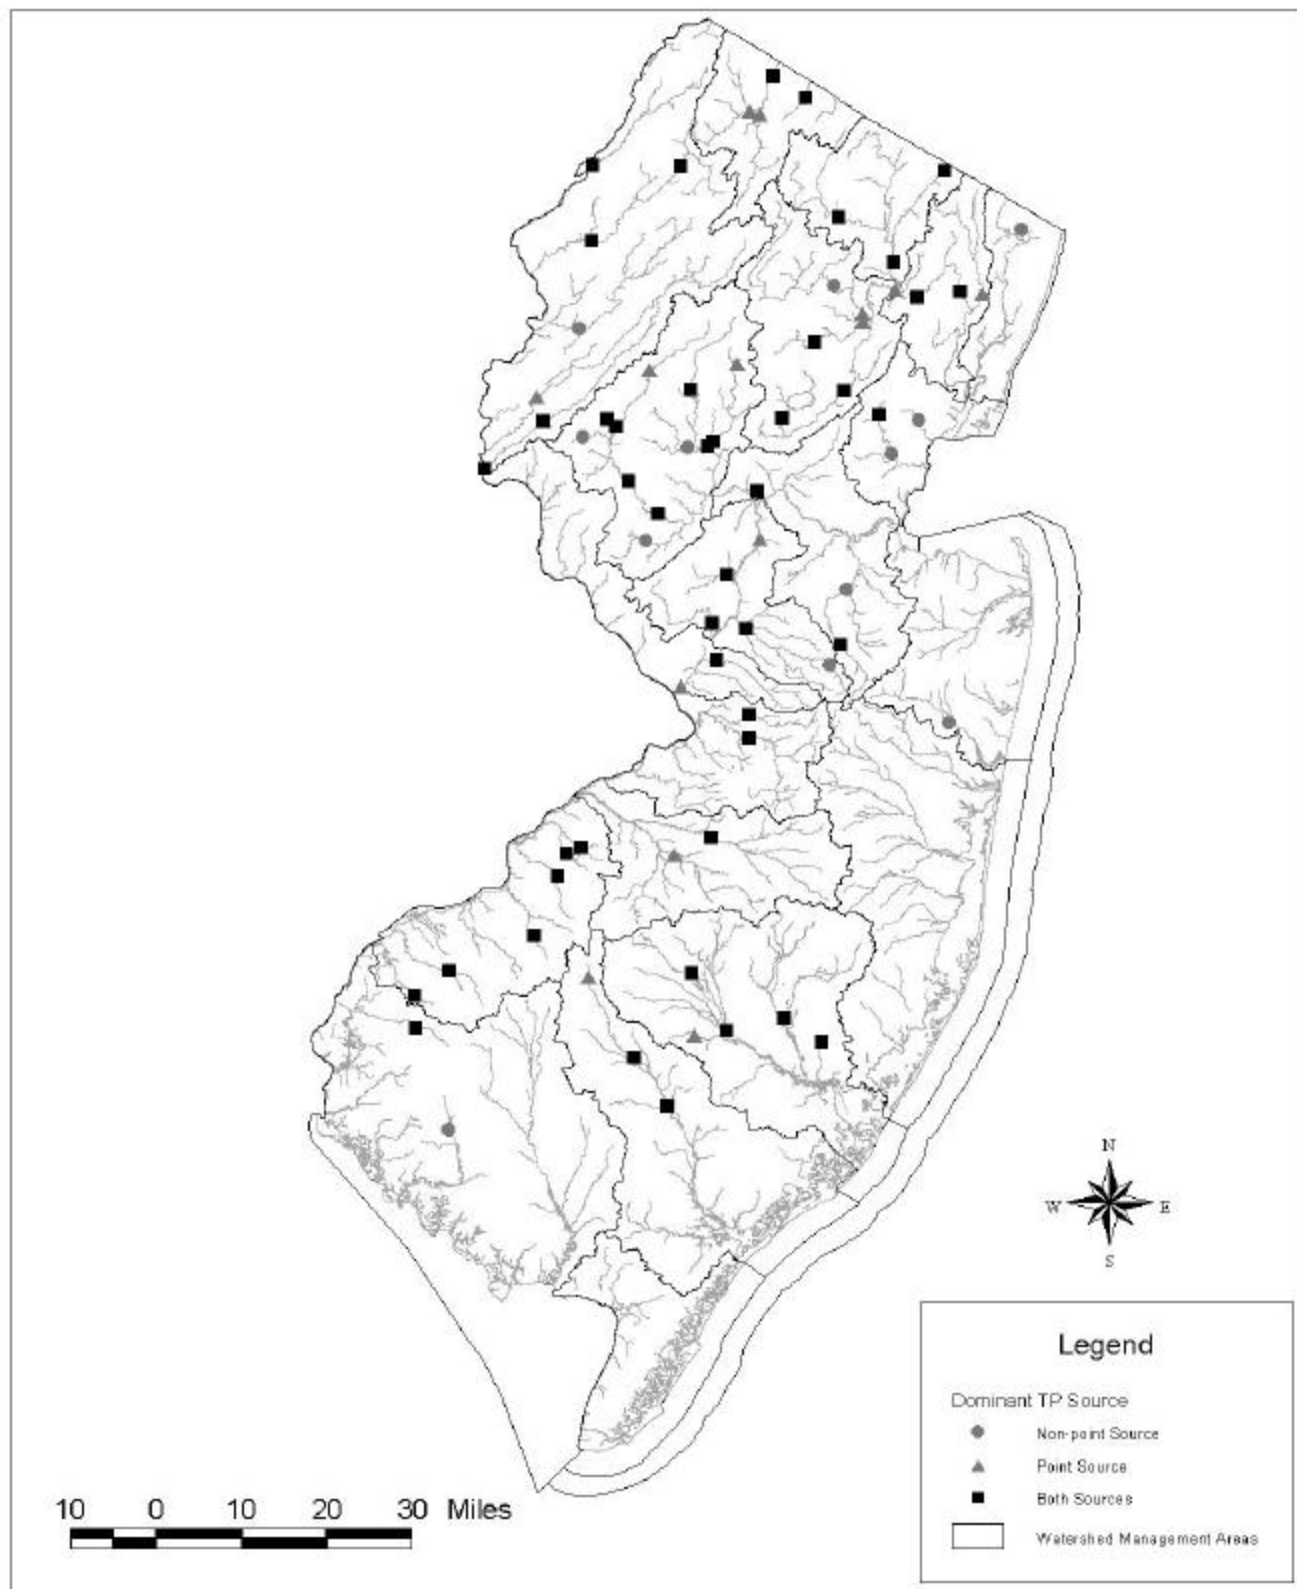 N
W E
S
Legend
Dominant TP Source
Non-point Source
Point Source
Both Sources
Watershed Management Areas
10 0 10 20 30 Miles